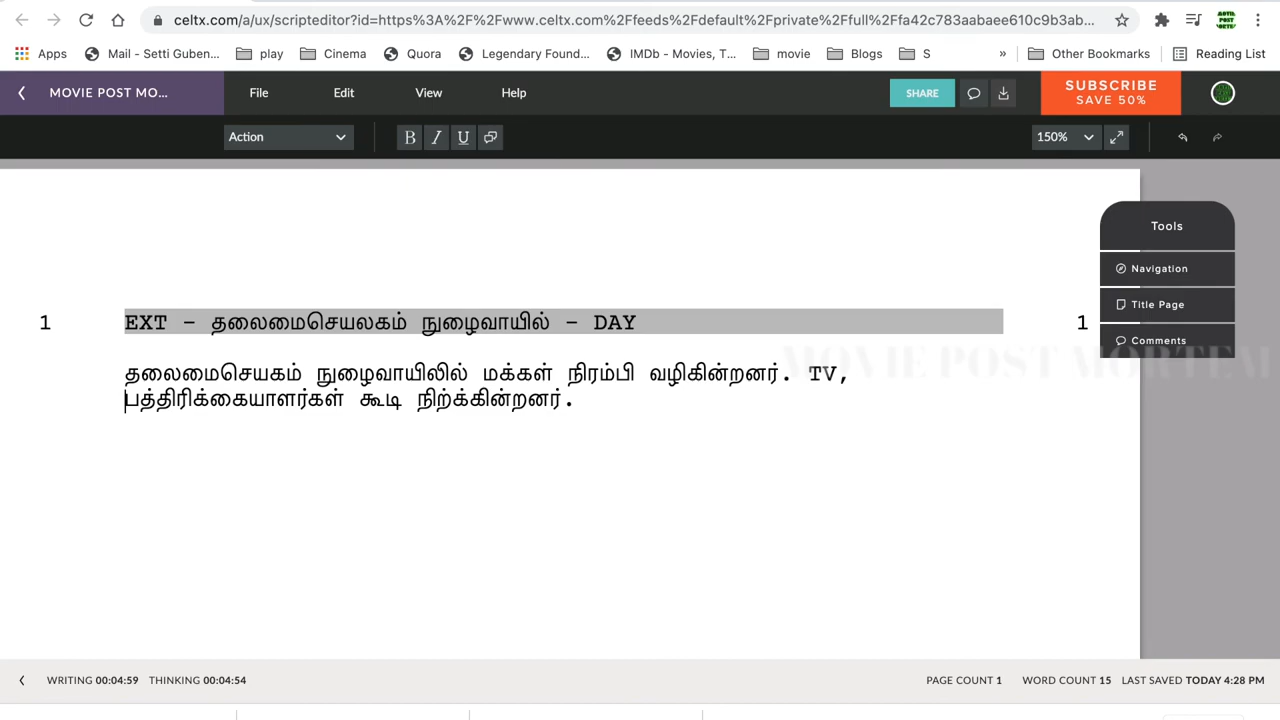 celtx.com/a/ux/scripteditor?id=https%3A%2F%2Fwww.celtx.com%2Ffeeds%2Fdefault%2Fprivate%2Ffull%2Ffa42c783aabaee610c9b3ab...
Apps Mail - Setti Guben... play Cinema Quora Legendary Found... IMDb - Movies, T... movie Blogs S » Other Bookmarks Reading List
MOVIE POST MO... File Edit View Help SHARE SUBSCRIBE
SAVE 50%
Action B I U 150%
Tools
Navigation
Title Page
Comments
1 EXT - தலைமைசெயலகம் நுழைவாயில் - DAY 1
MOVIE POST MORTEM
தலைமைசெயகம் நுழைவாயிலில் மக்கள் நிரம்பி வழிகின்றனர். TV,
பத்திரிக்கையாளர்கள் கூடி நிற்க்கின்றனர்.
WRITING 00:04:59 THINKING 00:04:54 PAGE COUNT 1 WORD COUNT 15 LAST SAVED TODAY 4:28 PM